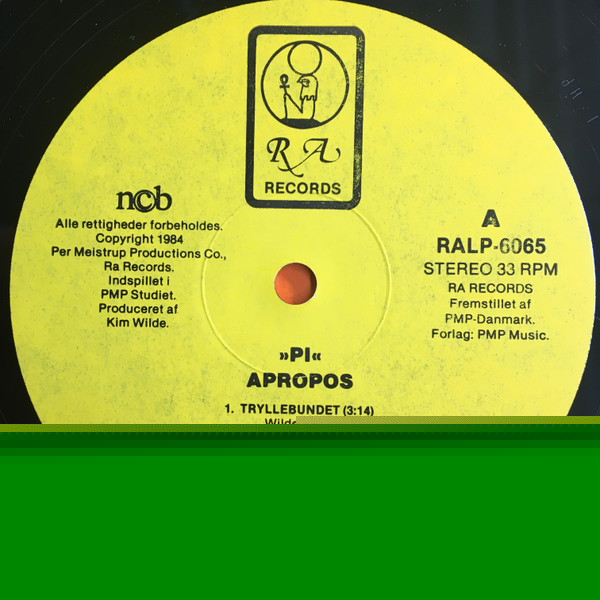 RA
RECORDS
ncb
Alle rettigheder forbeholdes.
Copyright 1984
Per Meistrup Productions Co.,
Ra Records.
Indspillet i
PMP Studiet.
Produceret af
Kim Wilde.
A
RALP-6065
STEREO 33 RPM
RA RECORDS
Fremstillet af
PMP-Danmark.
Forlag: PMP Music.
»PI«
APROPOS
1. TRYLLEBUNDET (3:14)